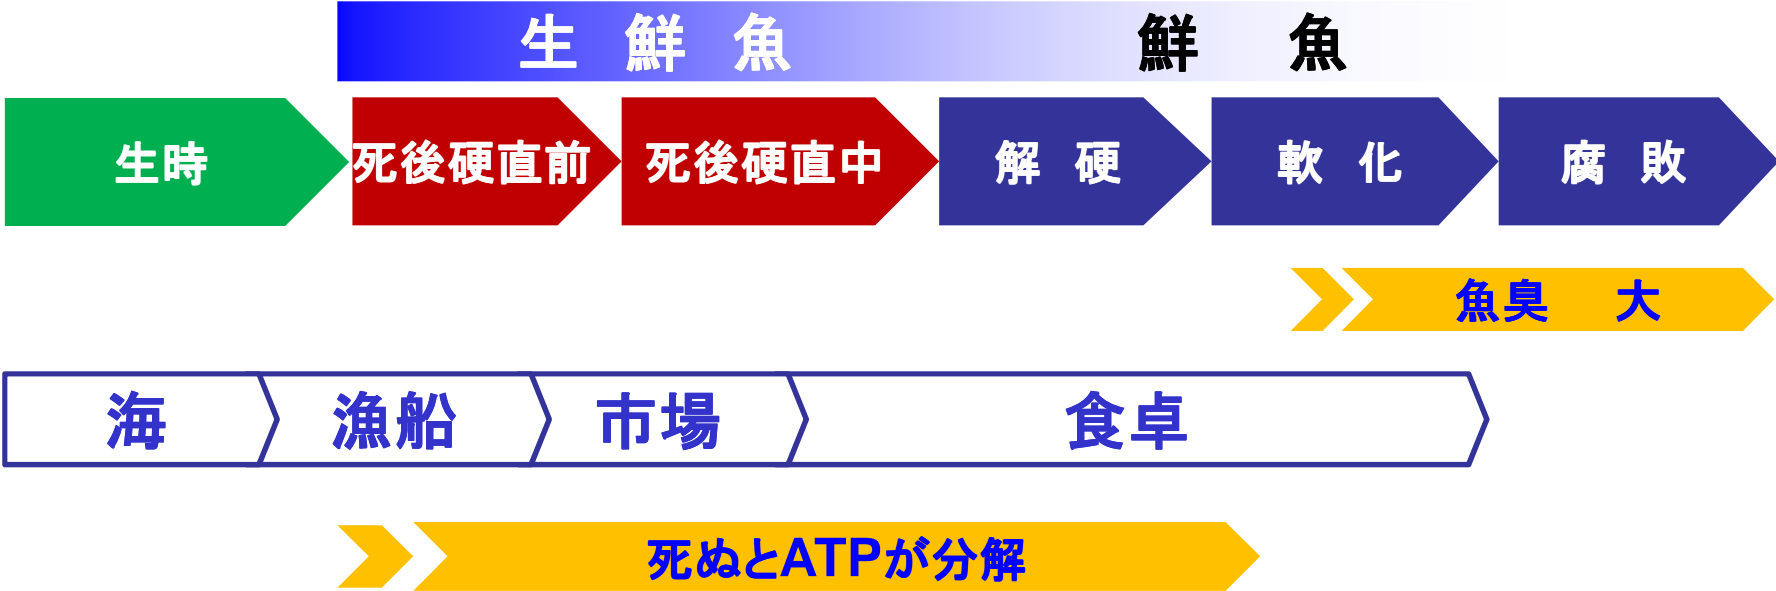 生 鮮 魚 鮮 魚
生時 死後硬直前 死後硬直中 解 硬 軟 化 腐 敗
魚臭 大
海 漁船 市場 食卓
死ぬとATPが分解